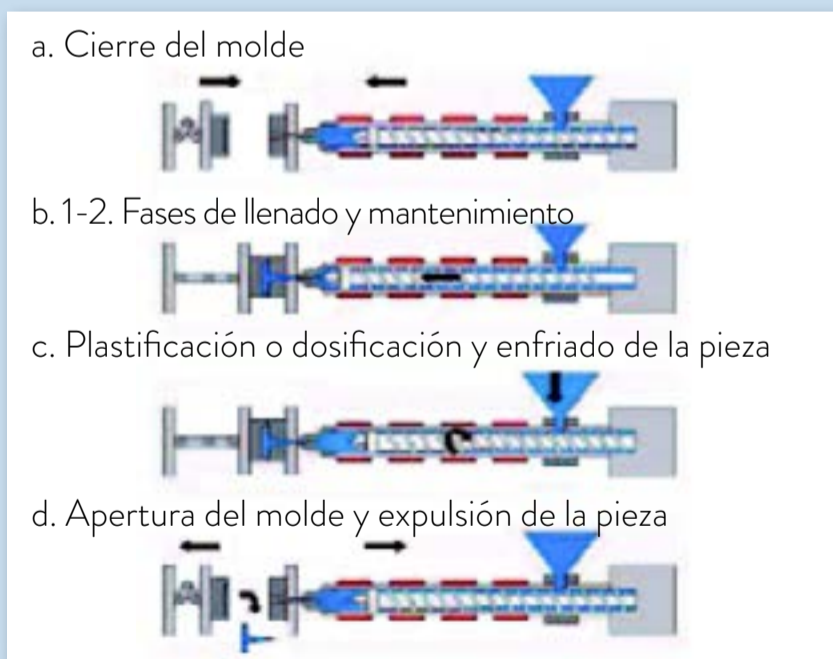 a. Cierre del molde
b. 1-2. Fases de llenado y mantenimiento
c. Plastificación o dosificación y enfriado de la pieza
d. Apertura del molde y expulsión de la pieza